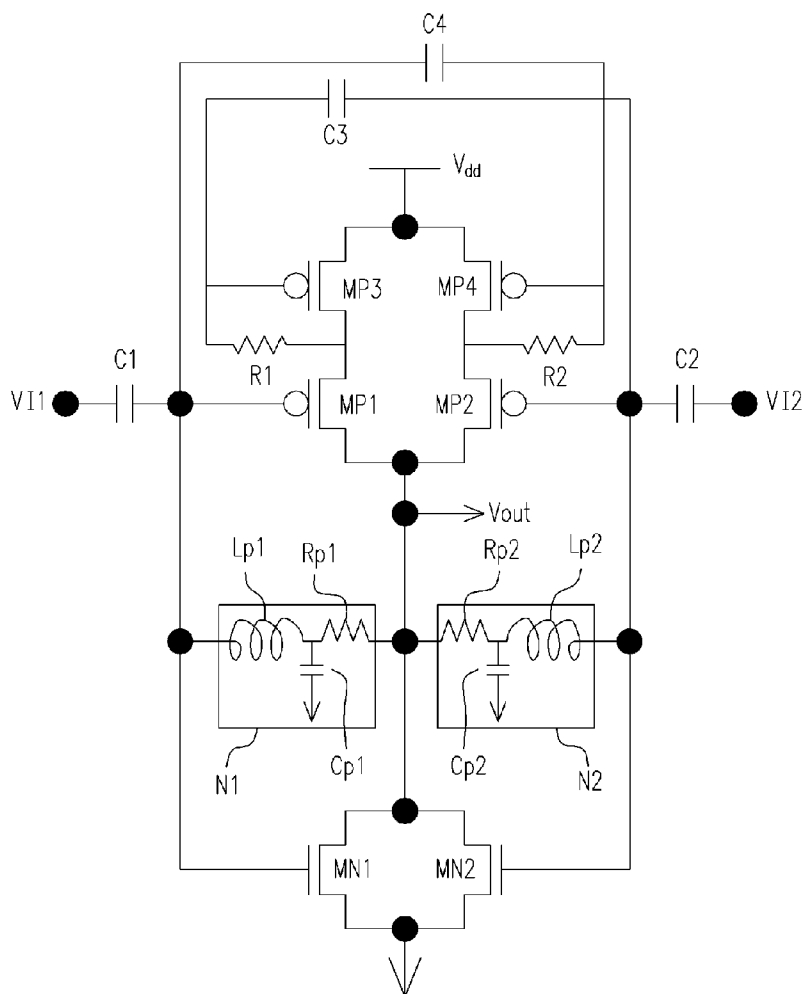 C4
C3
Vdd
MP3 MP4
C1 R1 R2 C2
VI1 MP1 MP2 VI2
Vout
Lp1 Rp1 Rp2 Lp2
N1 Cp1 Cp2 N2
MN1 MN2